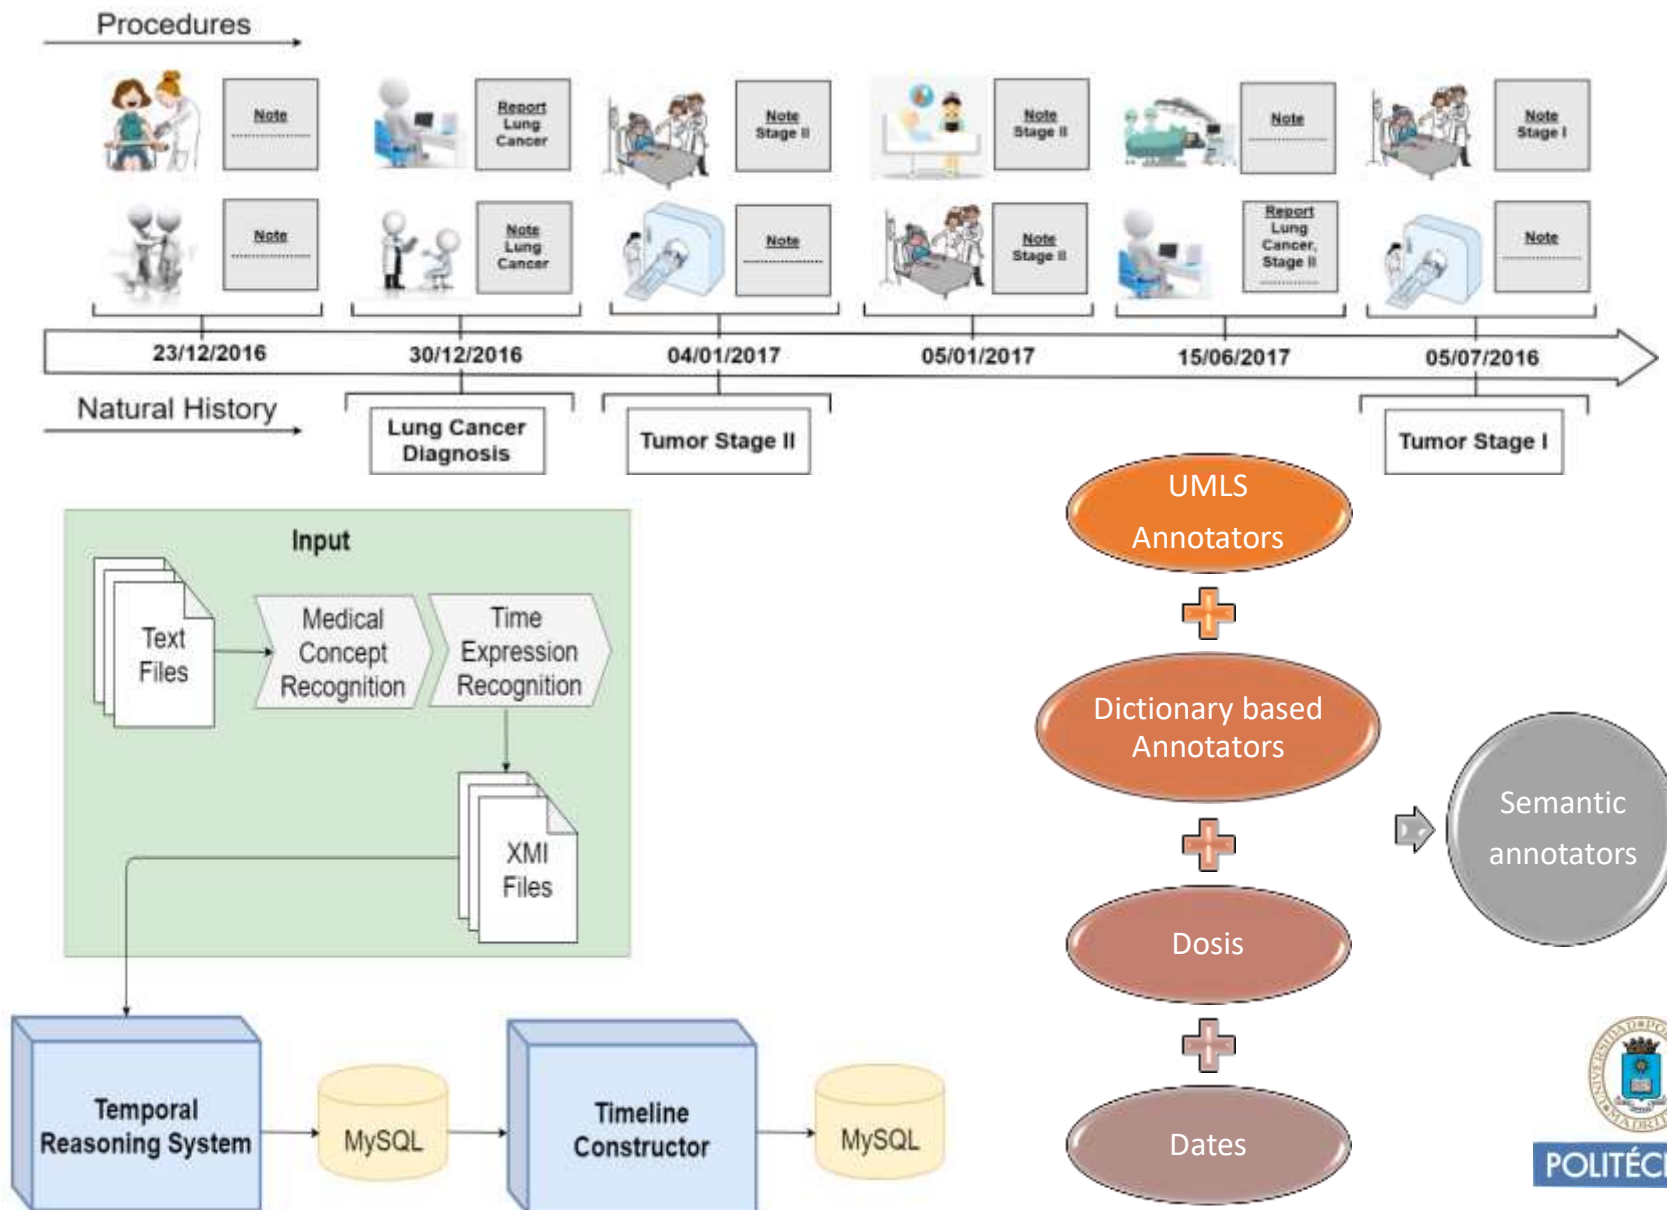 Procedures
Note
Report
Lung
Cancer
Note
Stage II
Note
Stage II
Note
Note
Stage I
Note
Note
Lung
Cancer
Note
Note
Stage II
Report
Lung
Cancer,
Stage II
Note
23/12/2016
30/12/2016
04/01/2017
05/01/2017
15/06/2017
05/07/2016
Natural History
Lung Cancer
Diagnosis
Tumor Stage II
Tumor Stage I
Input
Text
Files
Medical
Concept
Recognition
Time
Expression
Recognition
XMI
Files
Temporal
Reasoning System
MySQL
Timeline
Constructor
MySQL
UMLS
Annotators
Dictionary based
Annotators
Dosis
Dates
Semantic
annotators
POLITÉC